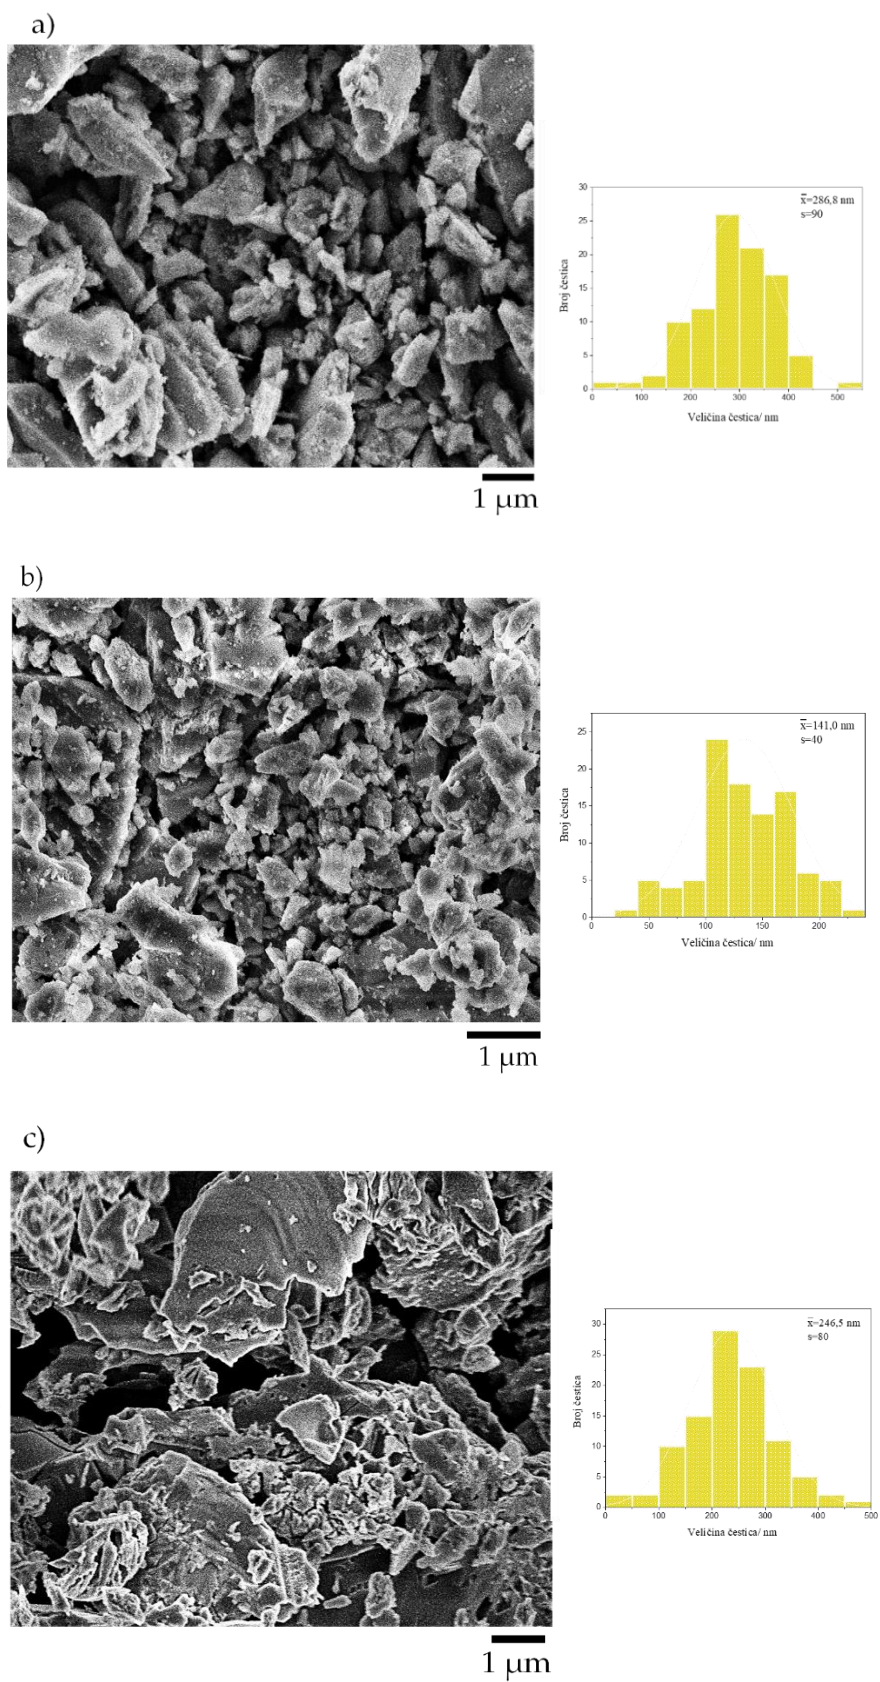 a)
30
25
20
15
10
5
0
Broj čestica
x̅=286,8 nm
s=90
0 100 200 300 400 500
Veličina čestica/ nm
1 μm
b)
25
20
15
10
5
0
Broj čestica
x̅=141,0 nm
s=40
0 50 100 150 200
Veličina čestica/ nm
1 μm
c)
30
25
20
15
10
5
0
Broj čestica
x̅=246,5 nm
s=80
0 100 200 300 400 500
Veličina čestica/ nm
1 μm